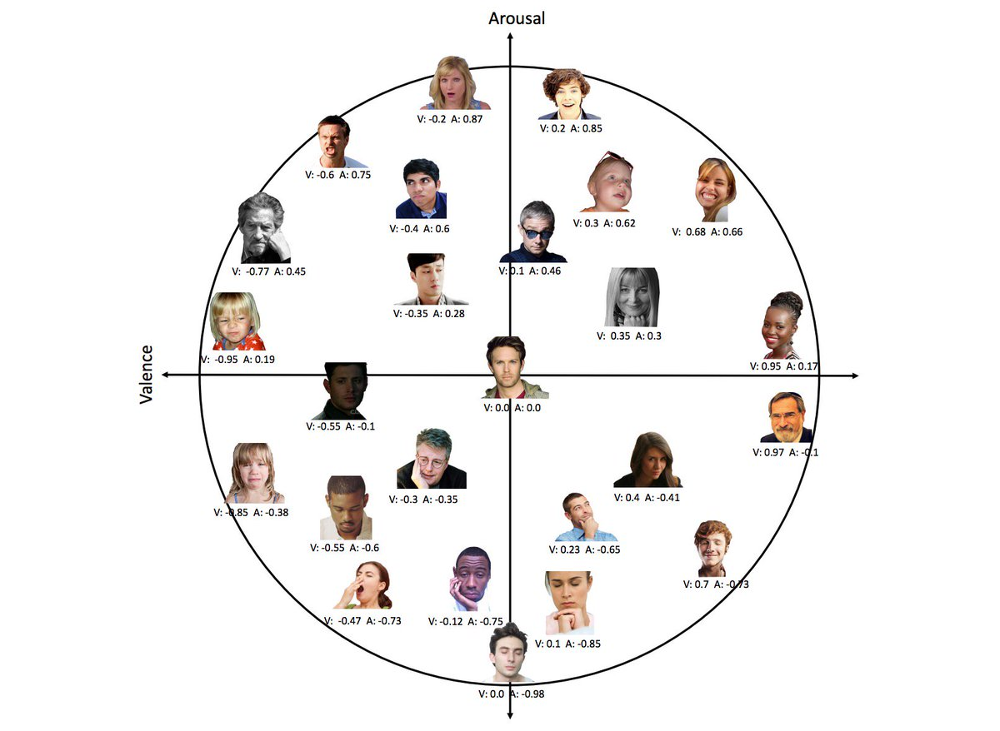 Arousal
V: -0.2 A: 0.87
V: 0.2 A: 0.85
V: -0.6 A: 0.75
V: -0.4 A: 0.6
V: 0.3 A: 0.62
V: 0.68 A: 0.66
V: -0.77 A: 0.45
V: 0.1 A: 0.46
V: -0.35 A: 0.28
V: 0.35 A: 0.3
V: -0.95 A: 0.19
V: 0.95 A: 0.17
Valence
V: 0.0 A: 0.0
V: -0.55 A: -0.1
V: 0.97 A: -0.1
V: -0.3 A: -0.35
V: 0.4 A: -0.41
V: -0.85 A: -0.38
V: -0.55 A: -0.6
V: 0.23 A: -0.65
V: 0.7 A: -0.73
V: -0.47 A: -0.73
V: -0.12 A: -0.75
V: 0.1 A: -0.85
V: 0.0 A: -0.98